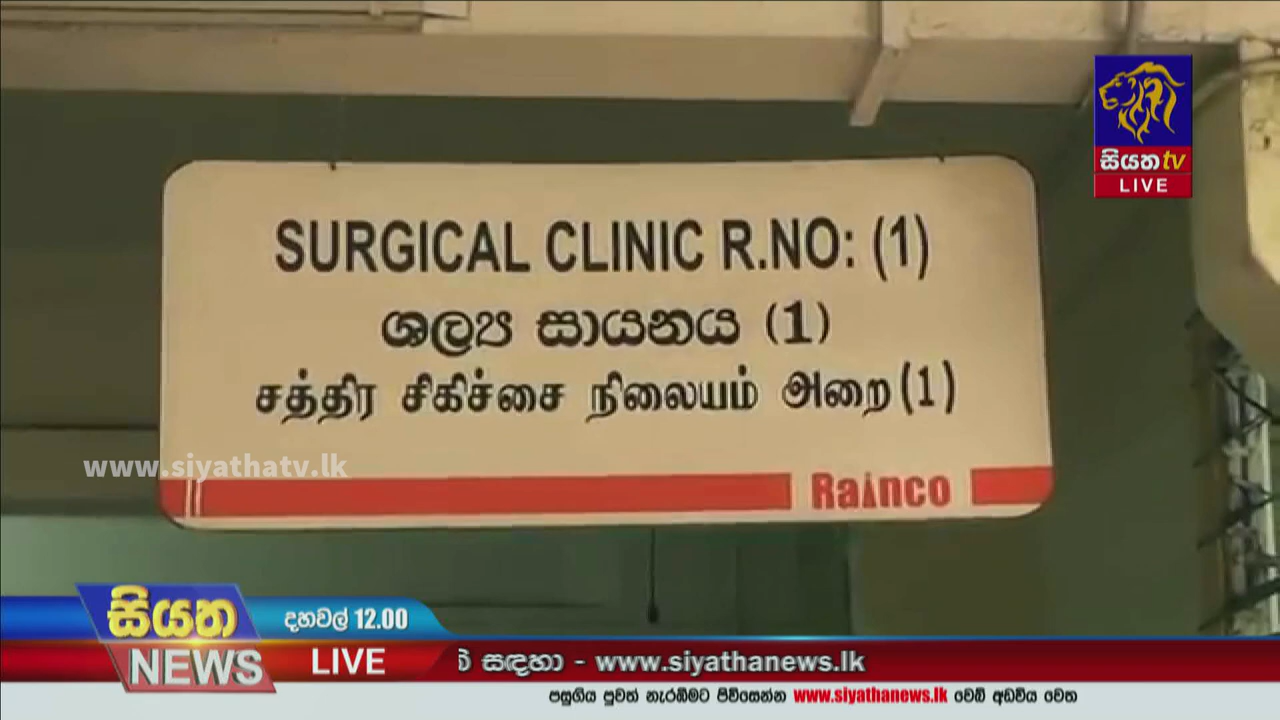 සියත tv
LIVE
SURGICAL CLINIC R.NO: (1)
ශල්‍ය සායනය (1)
சத்திர சிகிச்சை நிலையம் அறை (1)
www.siyathatv.lk
Rainco
සියත
NEWS
දහවල් 12.00
LIVE
සඳහා - www.siyathanews.lk
පසුගිය පුවත් නැරඹීමට පිවිසෙන්න www.siyathanews.lk වෙබ් අඩවිය වෙත